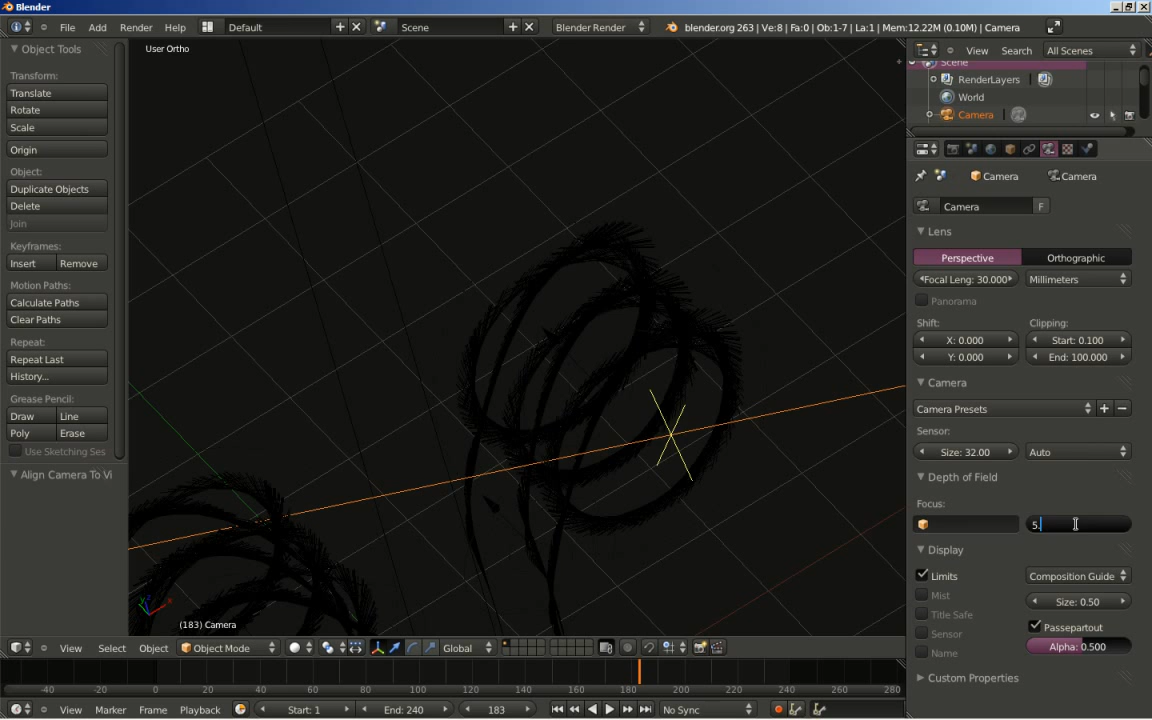 Blender
File Add Render Help Default Scene Blender Render blender.org 263 | Ve:8 | Fa:0 | Ob:1-7 | La:1 | Mem:12.22M (0.10M) | Camera
Object Tools
Transform:
Translate
Rotate
Scale
Origin
Object:
Duplicate Objects
Delete
Join
Keyframes:
Insert Remove
Motion Paths:
Calculate Paths
Clear Paths
Repeat:
Repeat Last
History...
Grease Pencil:
Draw Line
Poly Erase
Use Sketching Ses
Align Camera To Vi
User Ortho
(183) Camera
View Search All Scenes
Scene
RenderLayers
World
Camera
Camera Camera
Camera F
Lens
Perspective Orthographic
Focal Len: 30.000 Millimeters
Panorama
Shift: Clipping:
X: 0.000 Start: 0.100
Y: 0.000 End: 100.000
Camera
Camera Presets
Sensor:
Size: 32.00 Auto
Depth of Field
Focus:
5.
Display
Limits Composition Guide
Mist Size: 0.50
Title Safe
Sensor Passepartout
Name Alpha: 0.500
Custom Properties
View Select Object Object Mode Global
-40 -20 0 20 40 60 80 100 120 140 160 180 200 220 240 260 280
View Marker Frame Playback Start: 1 End: 240 183 No Sync